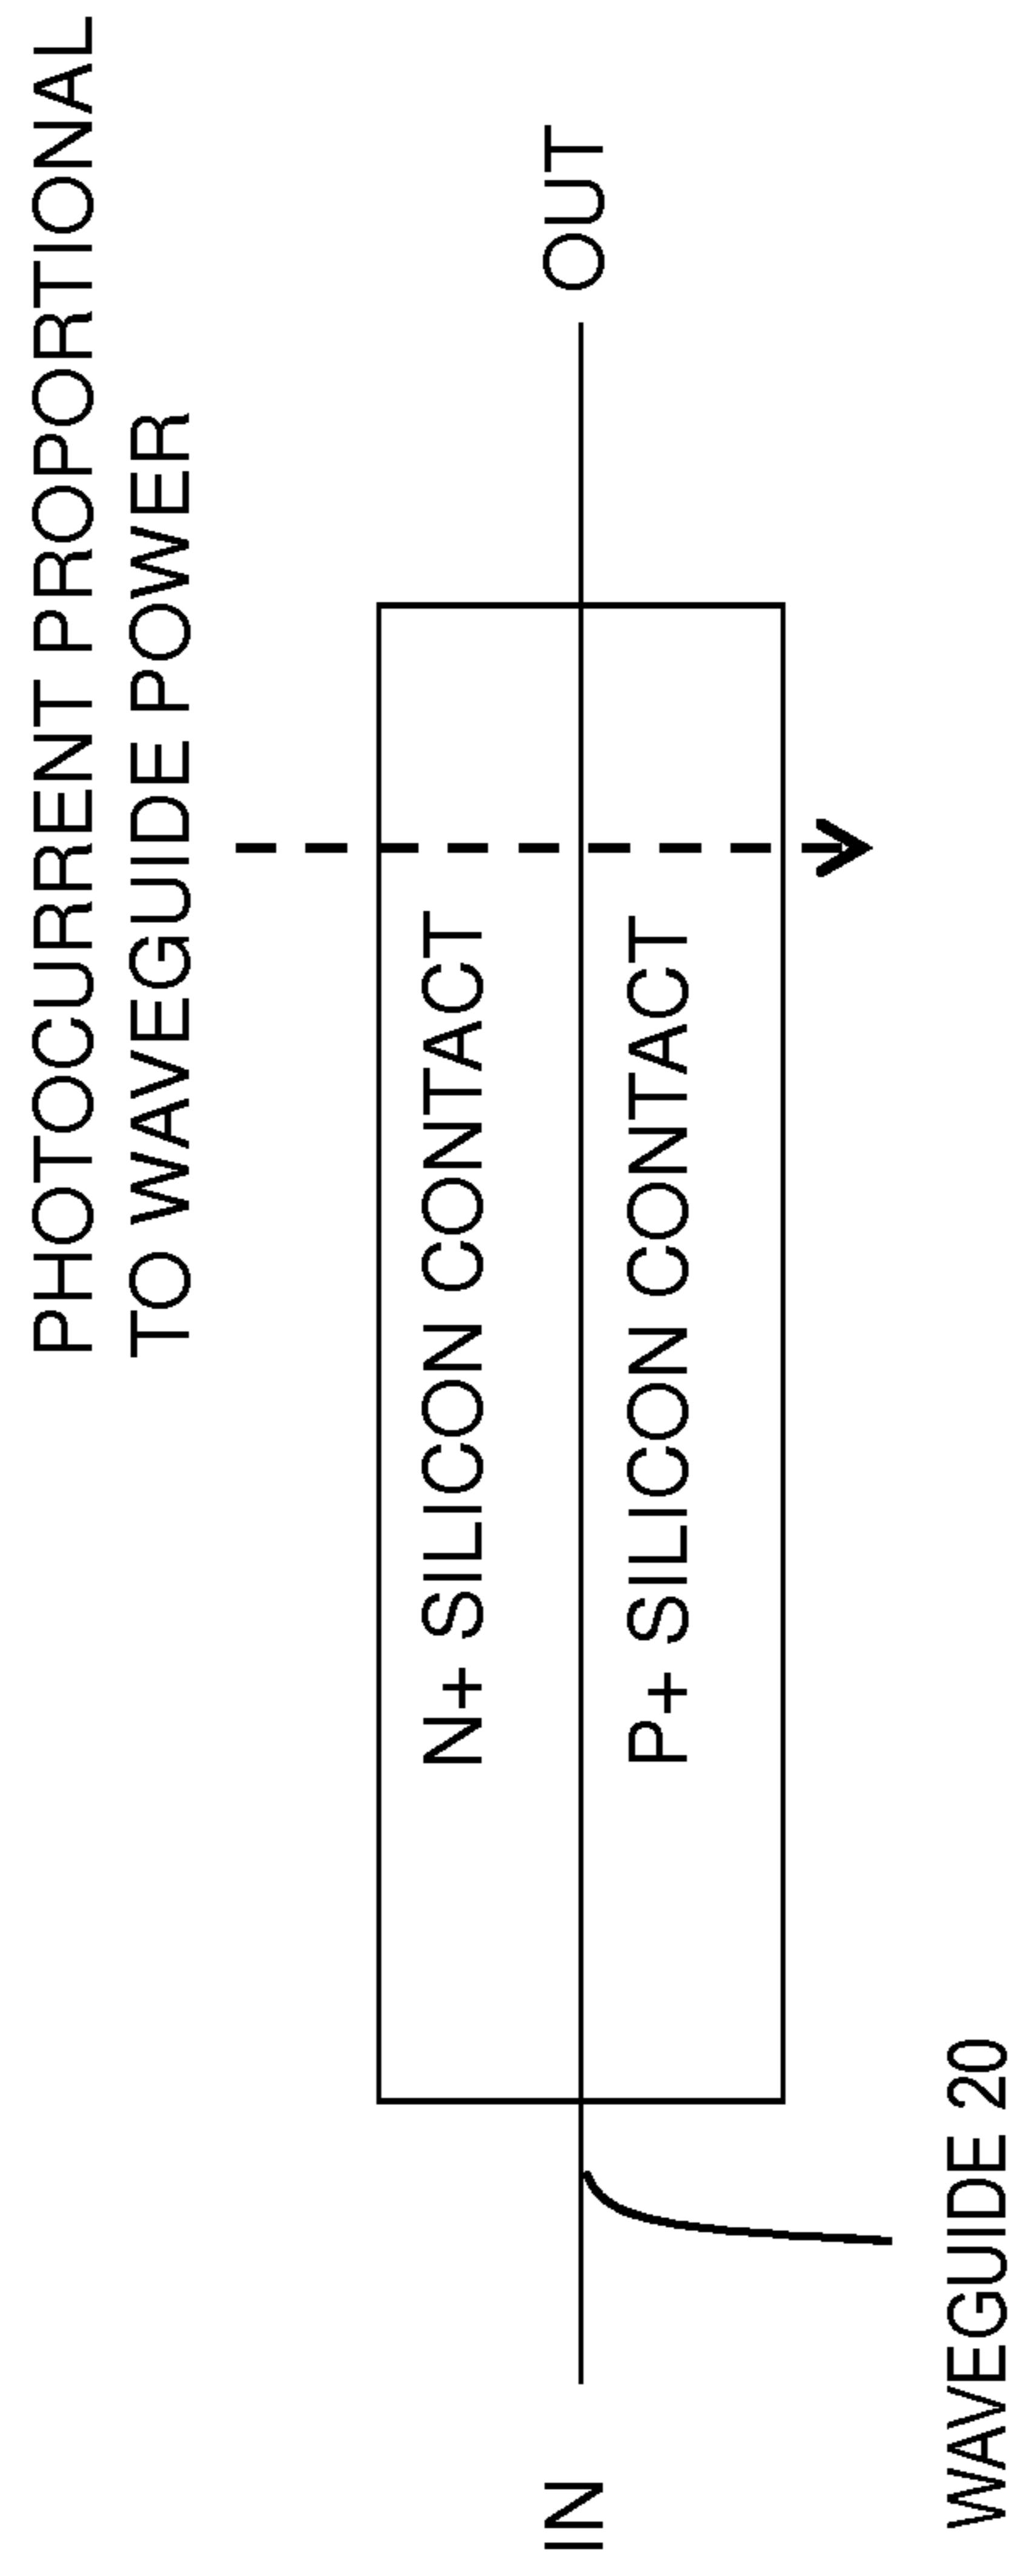 PHOTOCURRENT PROPORTIONAL
TO WAVEGUIDE POWER
N+ SILICON CONTACT
P+ SILICON CONTACT
IN
OUT
WAVEGUIDE 20